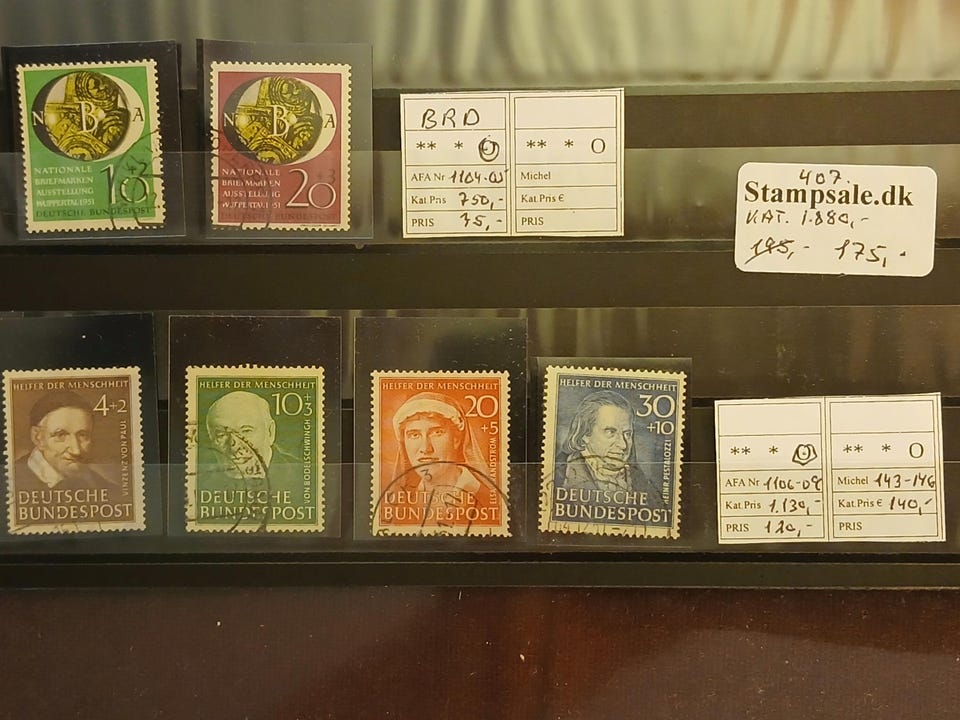 N B A
NATIONALE
BRIEFMARKEN
AUSSTELLUNG
WUPPERTAL 1951
10+3
DEUTSCHE BUNDESPOST
N B A
NATIONALE
BRIEFMARKEN
AUSSTELLUNG
WUPPERTAL 1951
20+3
DEUTSCHE BUNDESPOST
BRD
** * O
AFA Nr 1104-05
Kat Pris 750,-
PRIS 75,-
** * O
Michel
Kat Pris €
PRIS
407.
Stampsale.dk
KAT. 1.880,-
195,- 175,-
HELFER DER MENSCHHEIT
4+2
VINZENZ VON PAUL
DEUTSCHE
BUNDESPOST
HELFER DER MENSCHHEIT
10+3
VON BODELSCHWINGH
DEUTSCHE
BUNDESPOST
HELFER DER MENSCHHEIT
20+5
ELSA BRANDSTRÖM
DEUTSCHE
BUNDESPOST
HELFER DER MENSCHHEIT
30+10
HEINR. PESTALOZZI
DEUTSCHE
BUNDESPOST
** * O
AFA Nr 1106-09
Kat.Pris 1.130,-
PRIS 120,-
** * O
Michel 143-146
Kat.Pris € 140,-
PRIS